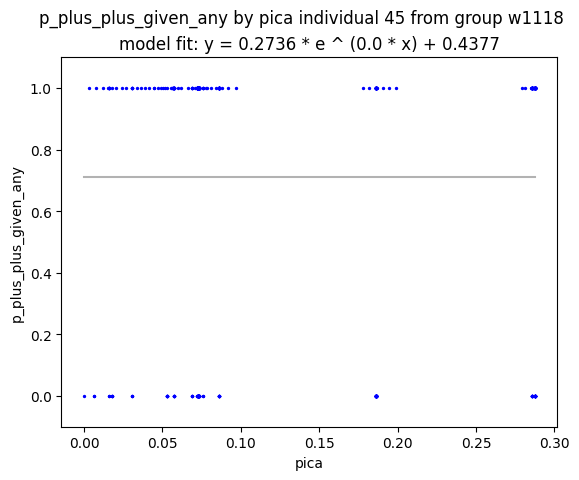 p_plus_plus_given_any by pica individual 45 from group w1118
model fit: y = 0.2736 * e ^ (0.0 * x) + 0.4377
p_plus_plus_given_any
1.0
0.8
0.6
0.4
0.2
0.0
0.00 0.05 0.10 0.15 0.20 0.25 0.30
pica